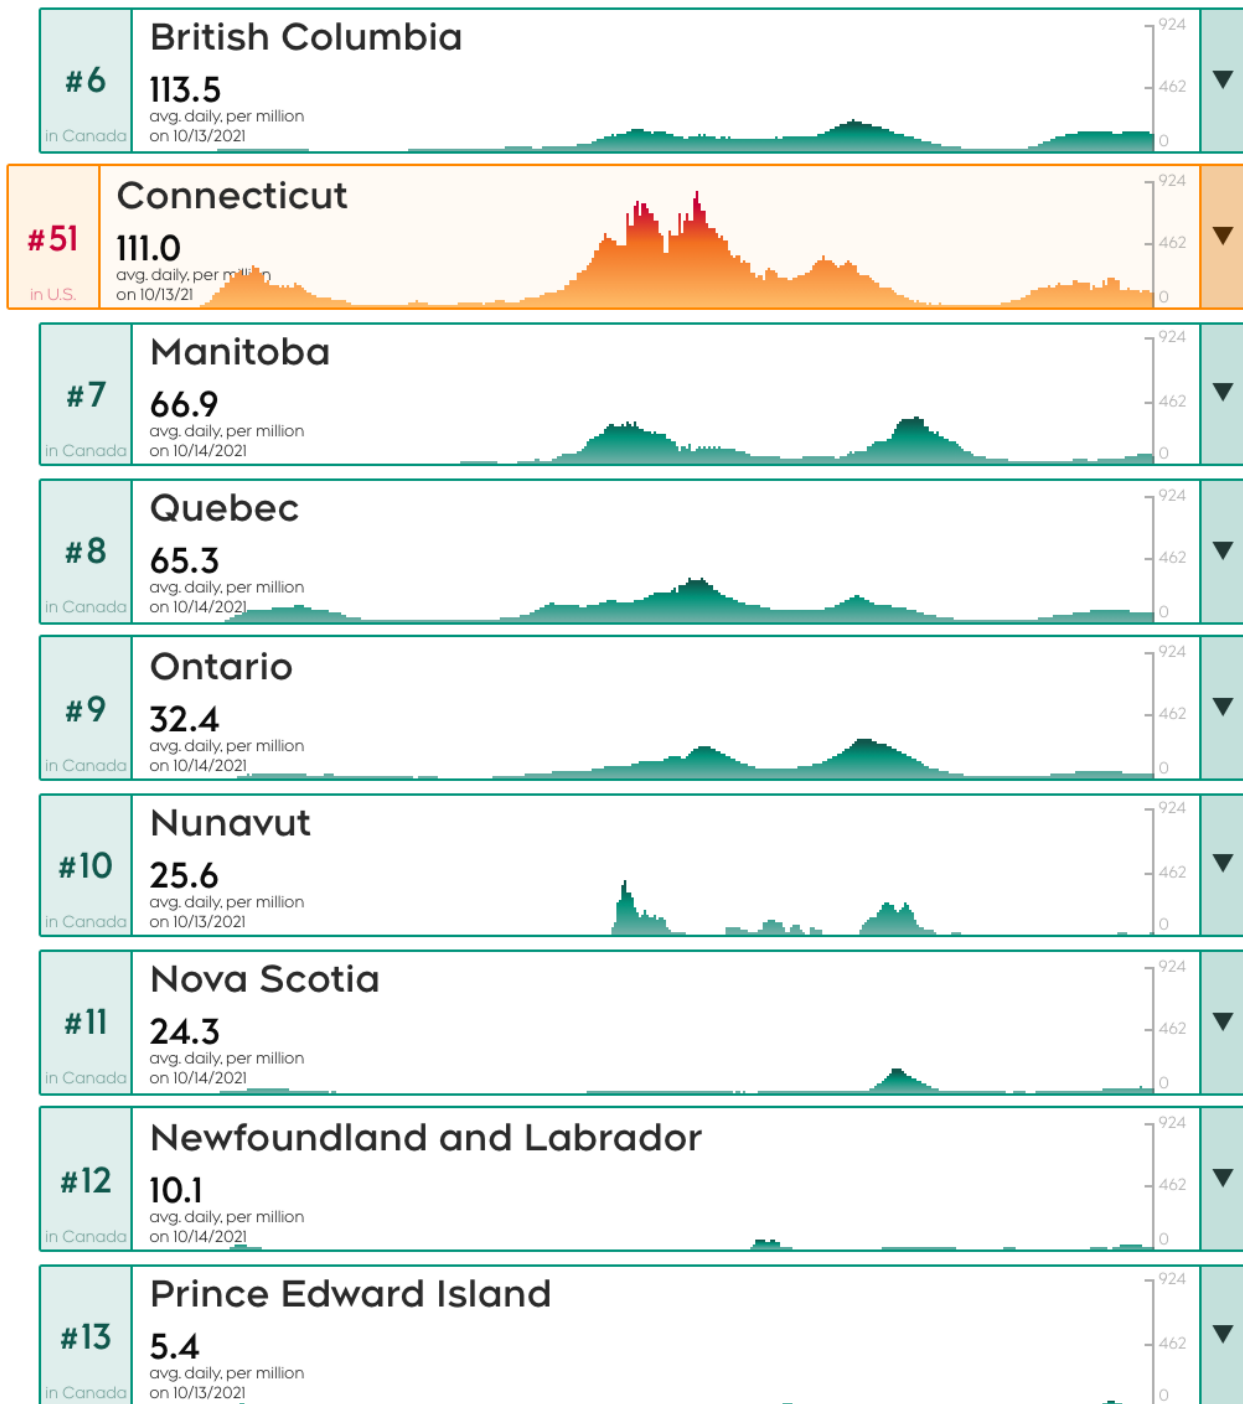 British Columbia
#6
113.5
avg. daily, per million
on 10/13/2021
in Canada
924
462
0
Connecticut
#51
111.0
avg. daily, per million
on 10/13/21
in U.S.
924
462
0
Manitoba
#7
66.9
avg. daily, per million
on 10/14/2021
in Canada
924
462
0
Quebec
#8
65.3
avg. daily, per million
on 10/14/2021
in Canada
924
462
0
Ontario
#9
32.4
avg. daily, per million
on 10/14/2021
in Canada
924
462
0
Nunavut
#10
25.6
avg. daily, per million
on 10/13/2021
in Canada
924
462
0
Nova Scotia
#11
24.3
avg. daily, per million
on 10/14/2021
in Canada
924
462
0
Newfoundland and Labrador
#12
10.1
avg. daily, per million
on 10/14/2021
in Canada
924
462
0
Prince Edward Island
#13
5.4
avg. daily, per million
on 10/13/2021
in Canada
924
462
0